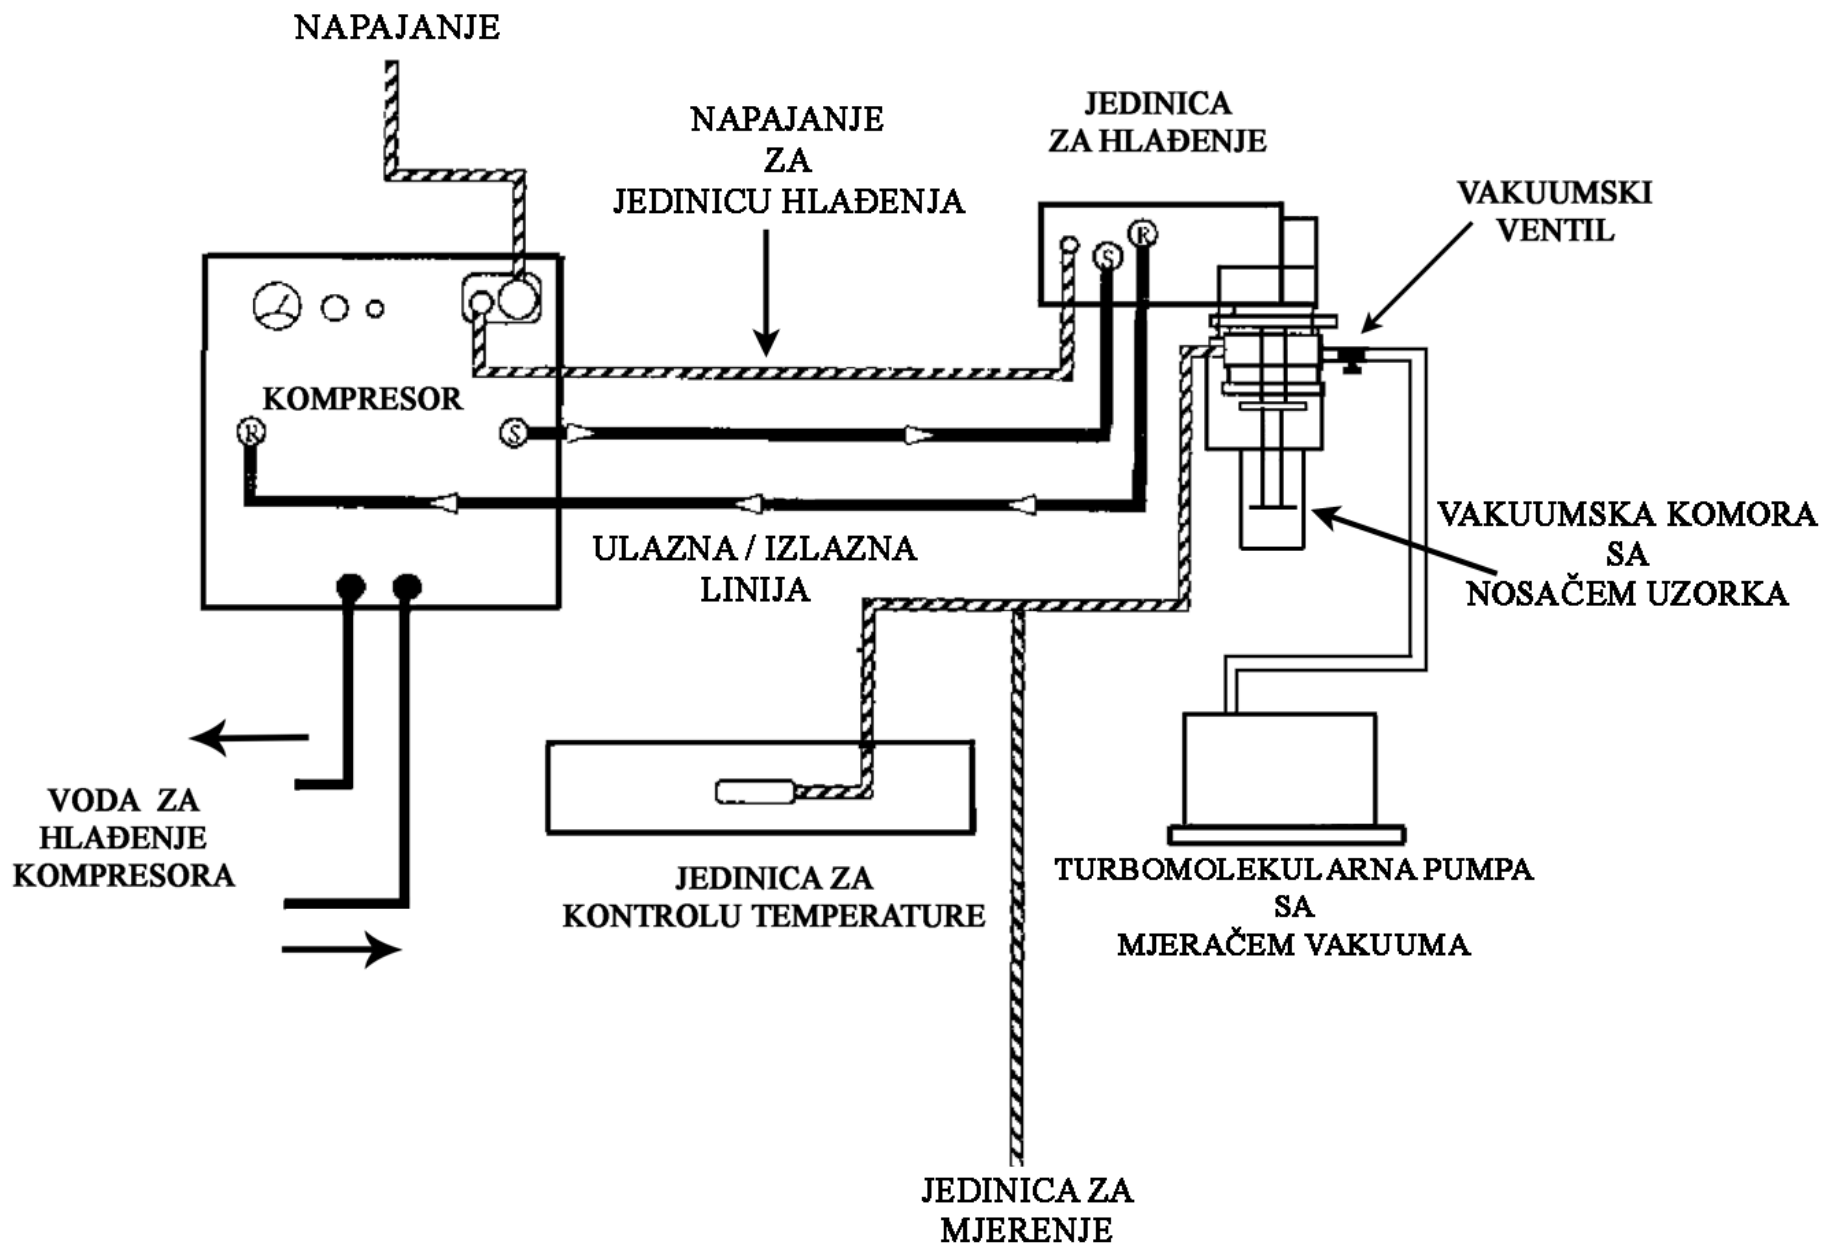 NAPAJANJE
NAPAJANJE
ZA
JEDINICU HLAĐENJA
JEDINICA
ZA HLAĐENJE
VAKUUMSKI
VENTIL
R
S
KOMPRESOR
R
S
ULAZNA / IZLAZNA
LINIJA
VAKUUMSKA KOMORA
SA
NOSAČEM UZORKA
VODA ZA
HLAĐENJE
KOMPRESORA
JEDINICA ZA
KONTROLU TEMPERATURE
TURBOMOLEKULARNA PUMPA
SA
MJERAČEM VAKUUMA
JEDINICA ZA
MJERENJE